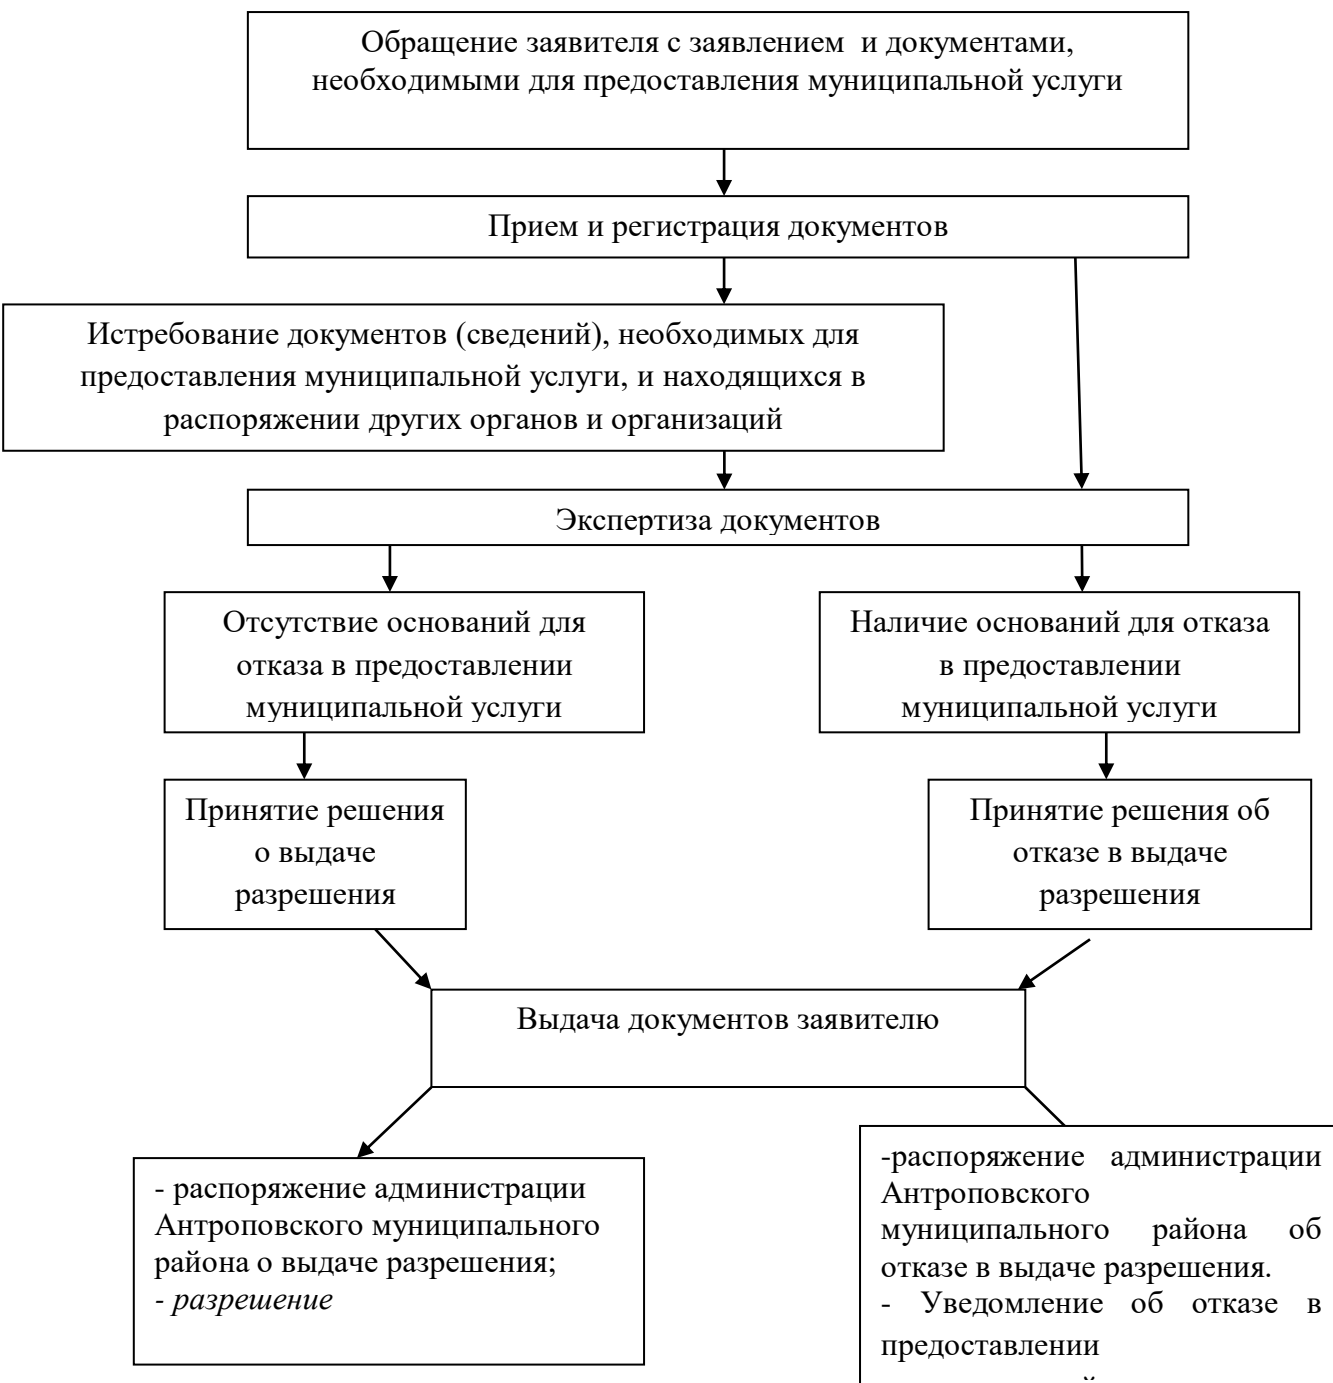 Обращение заявителя с заявлением и документами,
необходимыми для предоставления муниципальной услуги
Прием и регистрация документов
Истребование документов (сведений), необходимых для
предоставления муниципальной услуги, и находящихся в
распоряжении других органов и организаций
Экспертиза документов
Отсутствие оснований для
отказа в предоставлении
муниципальной услуги
Наличие оснований для отказа
в предоставлении
муниципальной услуги
Принятие решения
о выдаче
разрешения
Принятие решения об
отказе в выдаче
разрешения
Выдача документов заявителю
- распоряжение администрации
Антроповского муниципального
района о выдаче разрешения;
- разрешение
-распоряжение администрации
Антроповского
муниципального района об
отказе в выдаче разрешения.
- Уведомление об отказе в
предоставлении